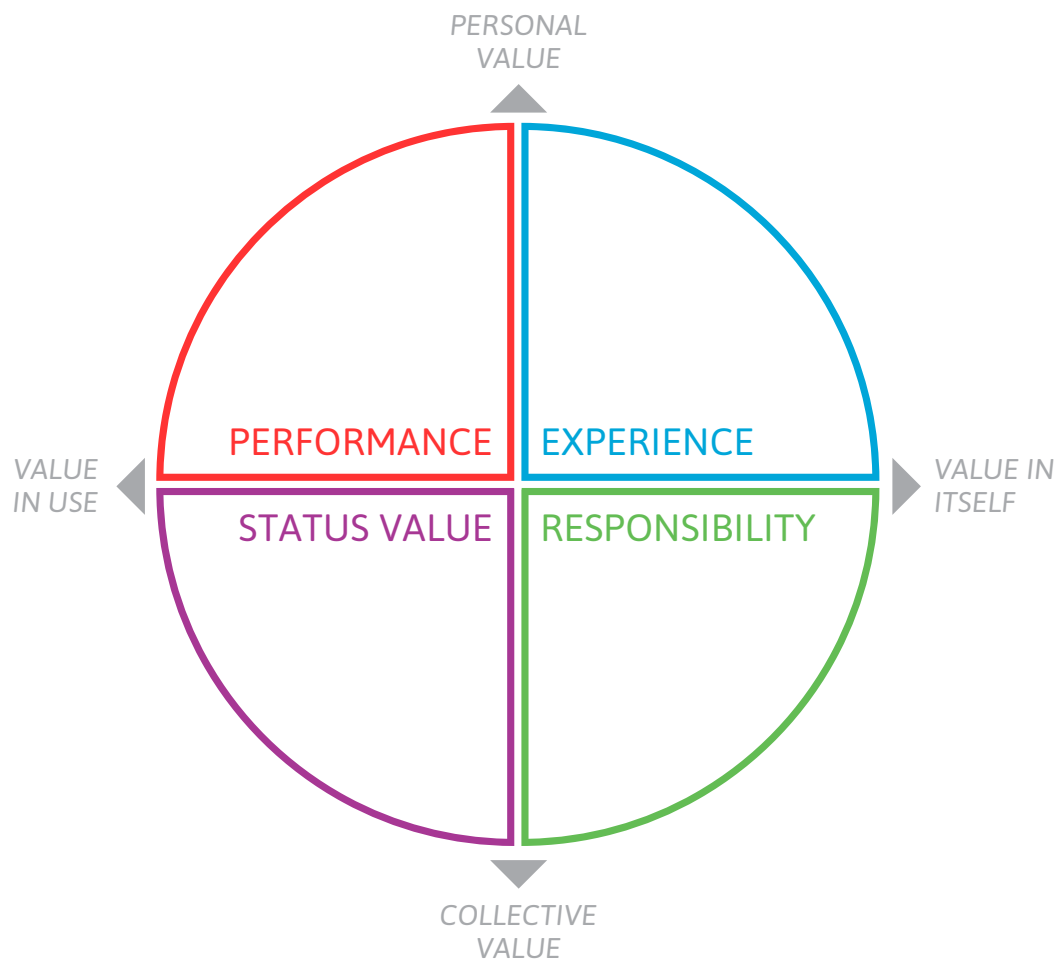 PERSONAL
VALUE
PERFORMANCE
EXPERIENCE
VALUE
IN USE
VALUE IN
ITSELF
STATUS VALUE
RESPONSIBILITY
COLLECTIVE
VALUE